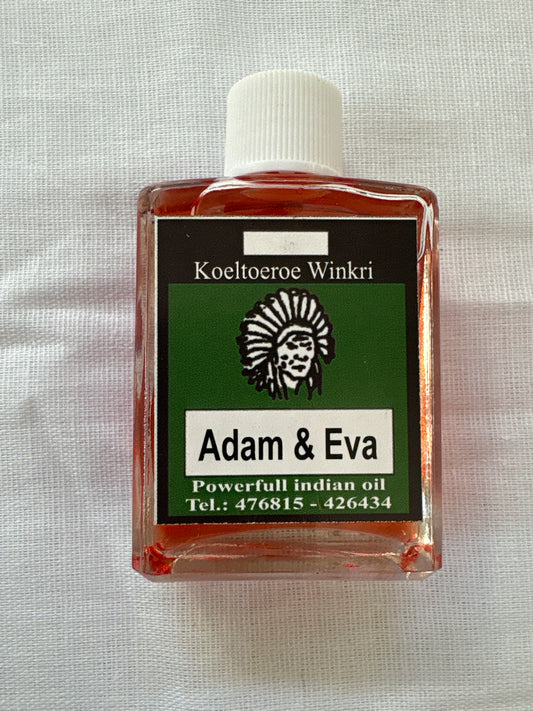 Koeltoeroe Winkri
Adam & Eva
Powerfull indian oil
Tel.: 476815 - 426434